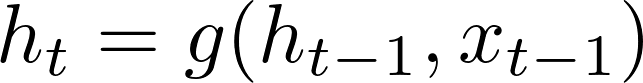 h_t = g(h_{t-1}, x_{t-1})